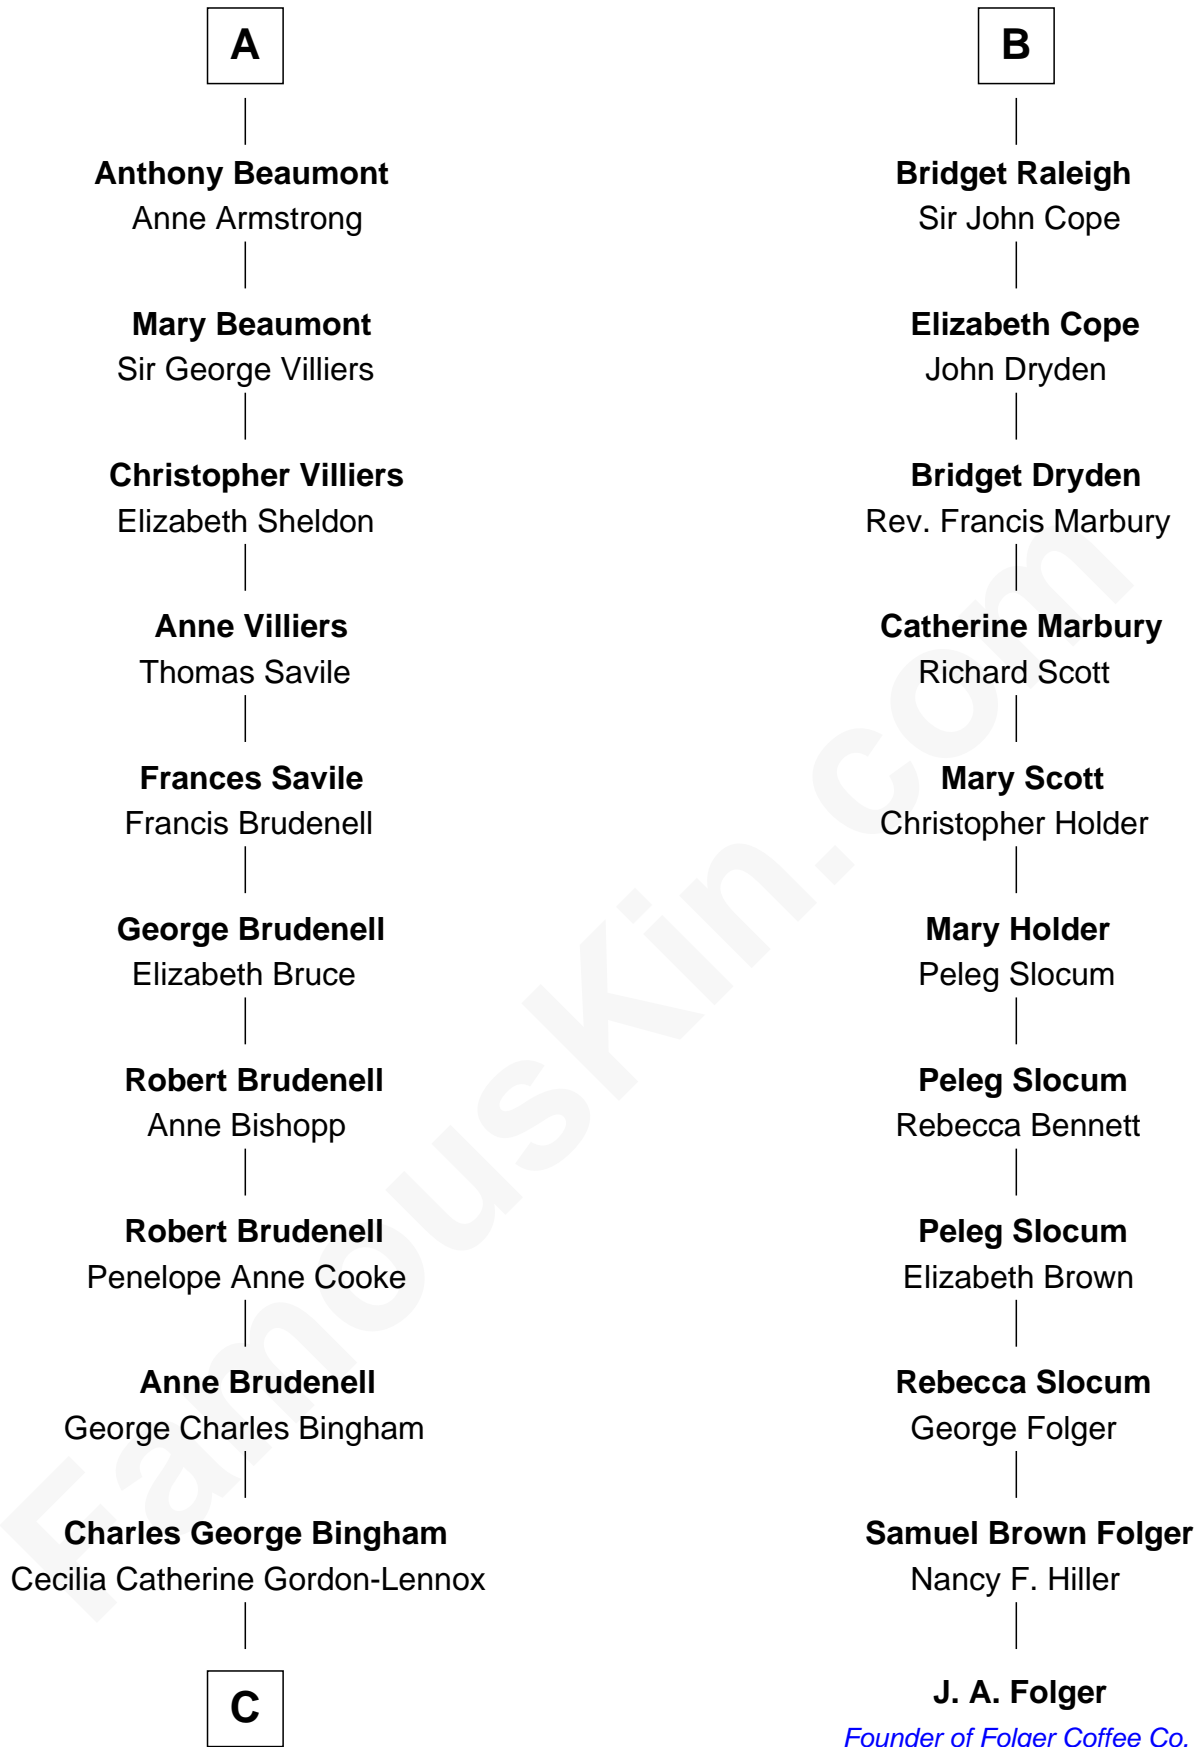 A
Anthony Beaumont
Anne Armstrong
Mary Beaumont
Sir George Villiers
Christopher Villiers
Elizabeth Sheldon
Anne Villiers
Thomas Savile
Frances Savile
Francis Brudenell
George Brudenell
Elizabeth Bruce
Robert Brudenell
Anne Bishopp
Robert Brudenell
Penelope Anne Cooke
Anne Brudenell
George Charles Bingham
Charles George Bingham
Cecilia Catherine Gordon-Lennox
C
B
Bridget Raleigh
Sir John Cope
Elizabeth Cope
John Dryden
Bridget Dryden
Rev. Francis Marbury
Catherine Marbury
Richard Scott
Mary Scott
Christopher Holder
Mary Holder
Peleg Slocum
Peleg Slocum
Rebecca Bennett
Peleg Slocum
Elizabeth Brown
Rebecca Slocum
George Folger
Samuel Brown Folger
Nancy F. Hiller
J. A. Folger
Founder of Folger Coffee Co.
FamousKin.com